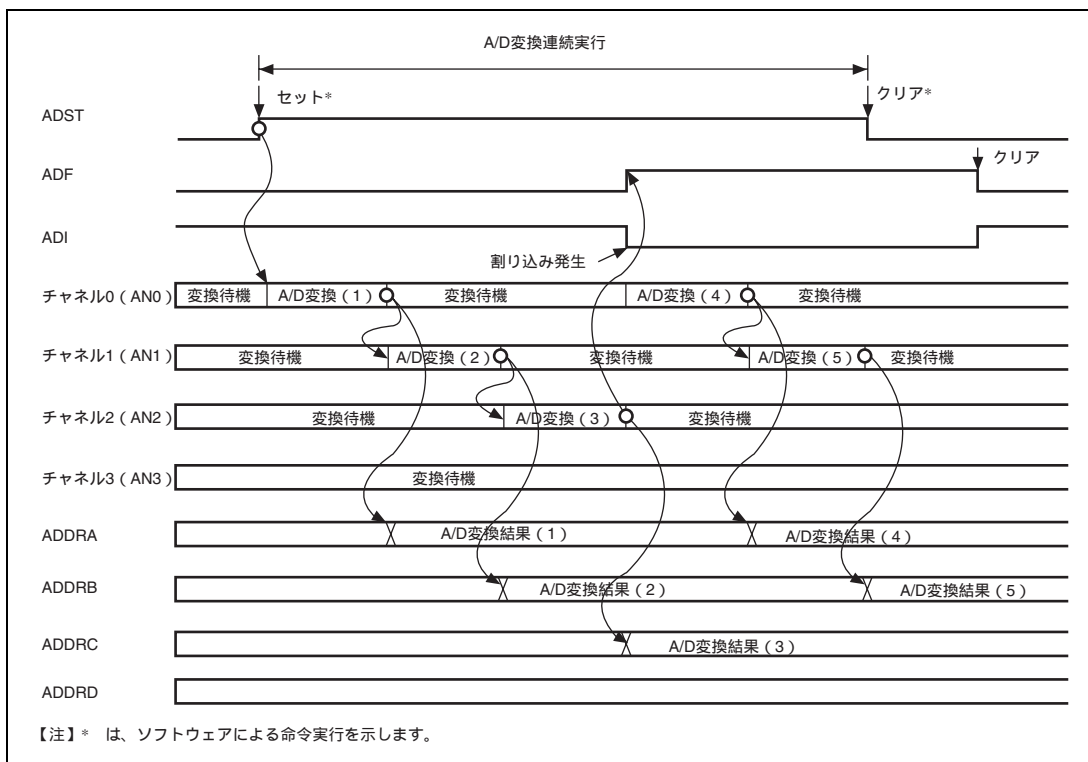 A/D変換連続実行
セット*
クリア*
ADST
クリア
ADF
ADI
割り込み発生
チャネル0（AN0） 変換待機 A/D変換（1） 変換待機 A/D変換（4） 変換待機
チャネル1（AN1） 変換待機 A/D変換（2） 変換待機 A/D変換（5） 変換待機
チャネル2（AN2） 変換待機 A/D変換（3） 変換待機
チャネル3（AN3） 変換待機
ADDRA A/D変換結果（1） A/D変換結果（4）
ADDRB A/D変換結果（2） A/D変換結果（5）
ADDRC A/D変換結果（3）
ADDRD
【注】* は、ソフトウェアによる命令実行を示します。